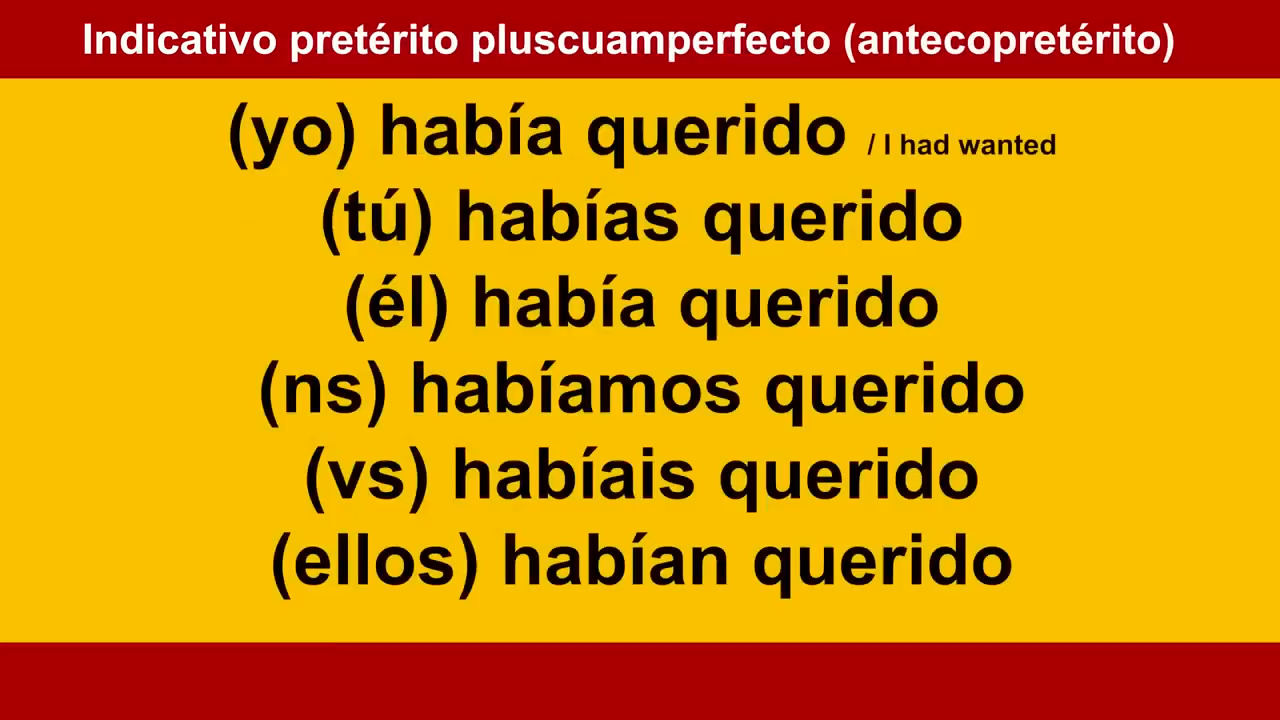 Indicativo pretérito pluscuamperfecto (antecopretérito)
(yo) había querido / I had wanted
(tú) habías querido
(él) había querido
(ns) habíamos querido
(vs) habíais querido
(ellos) habían querido